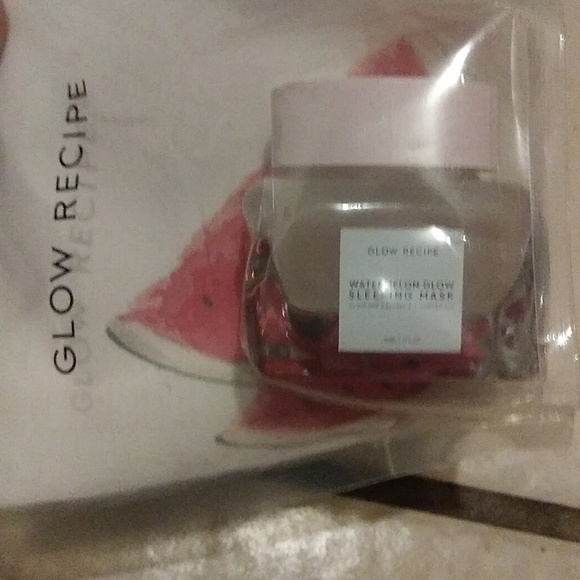 GLOW RECIPE
GLOW RECIPE
WATERMELON GLOW
SLEEPING MASK